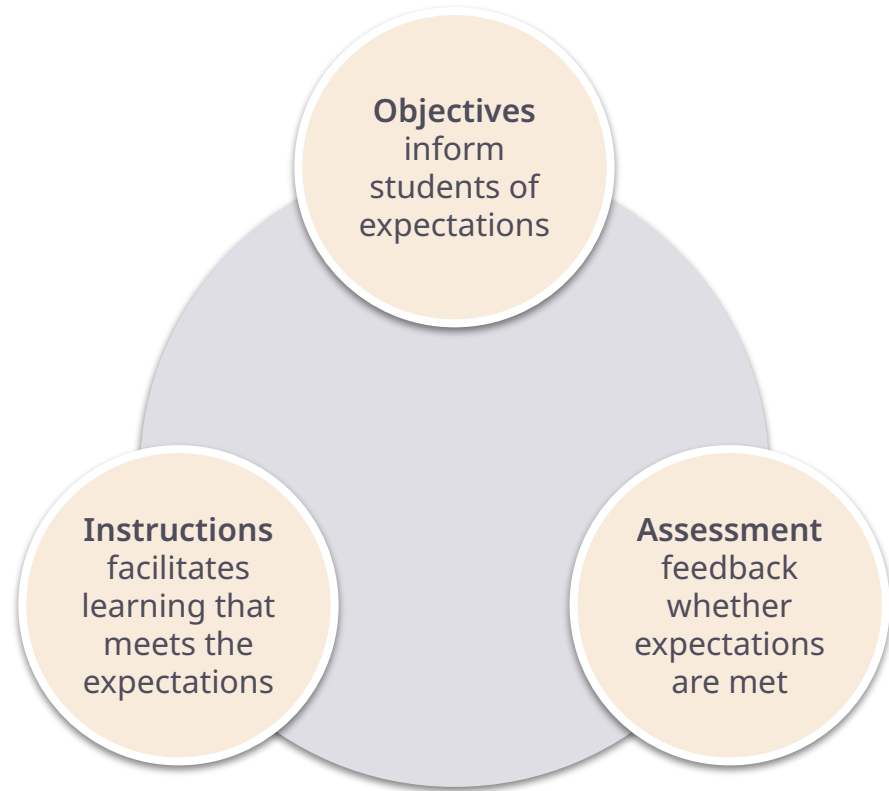 Objectives
inform
students of
expectations
Instructions
facilitates
learning that
meets the
expectations
Assessment
feedback
whether
expectations
are met